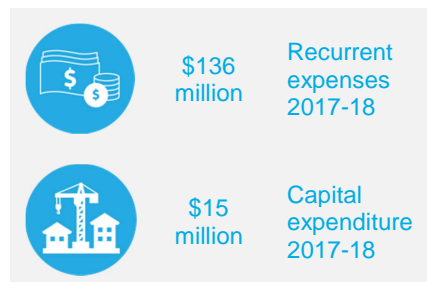 $
$
$136
million
Recurrent
expenses
2017-18
$15
million
Capital
expenditure
2017-18